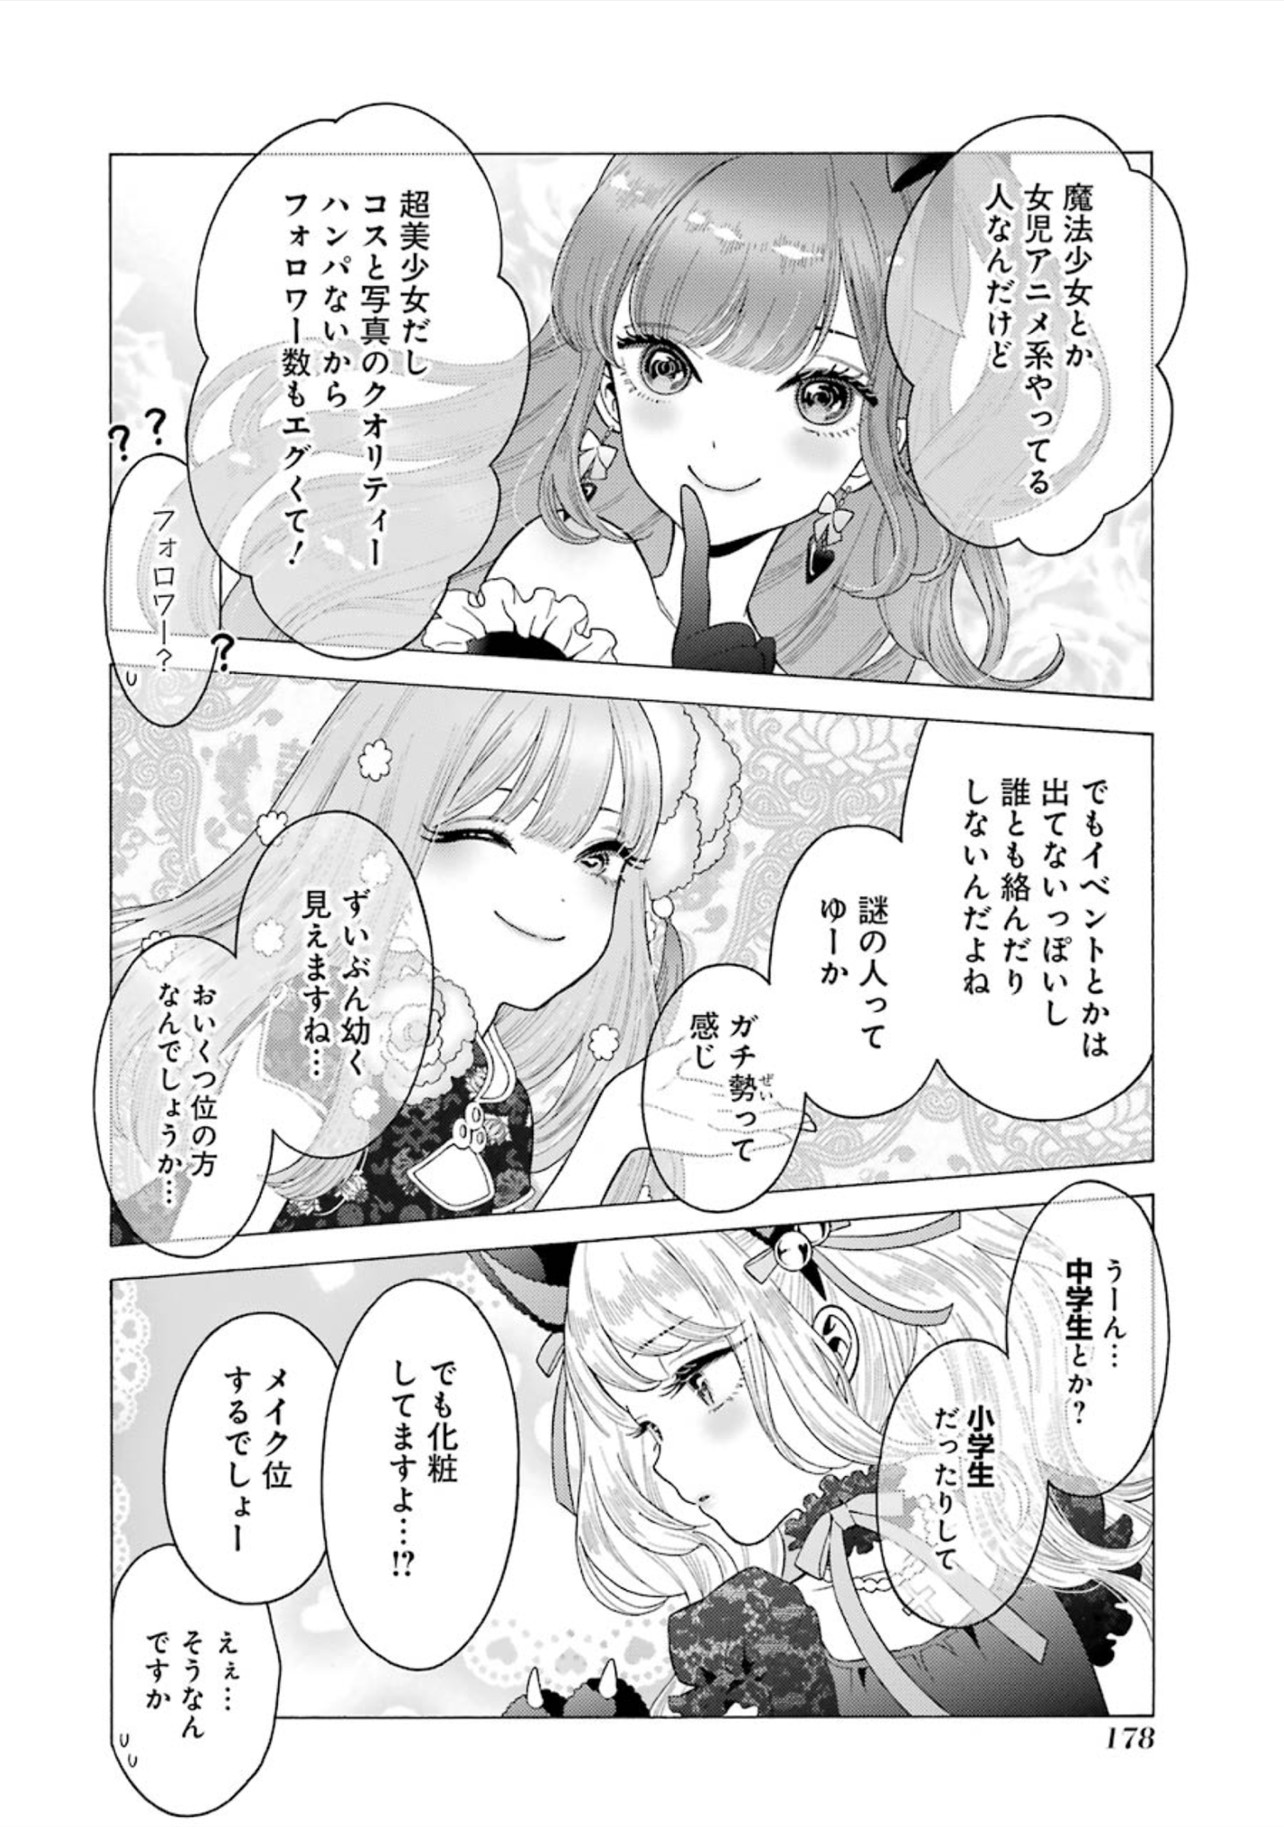 魔法少女とか
女児アニメ系やってる
人なんだけど
超美少女だし
コスと写真のクオリティー
ハンパないから
フォロワー数もエグくて！
？
？
フォロワー？
？
でもイベントとかは
出てないっぽいし
誰とも絡んだり
しないんだよね
謎の人って
ゆーか
ガチ勢って
ぜい
感じ
ずいぶん幼く
見えますね…
おいくつ位の方
なんでしょうか…
うーん…
中学生とか？
小学生
だったりして
でも化粧
してますよ…!?
メイク位
するでしょー
えぇ…
そうなん
ですか
178